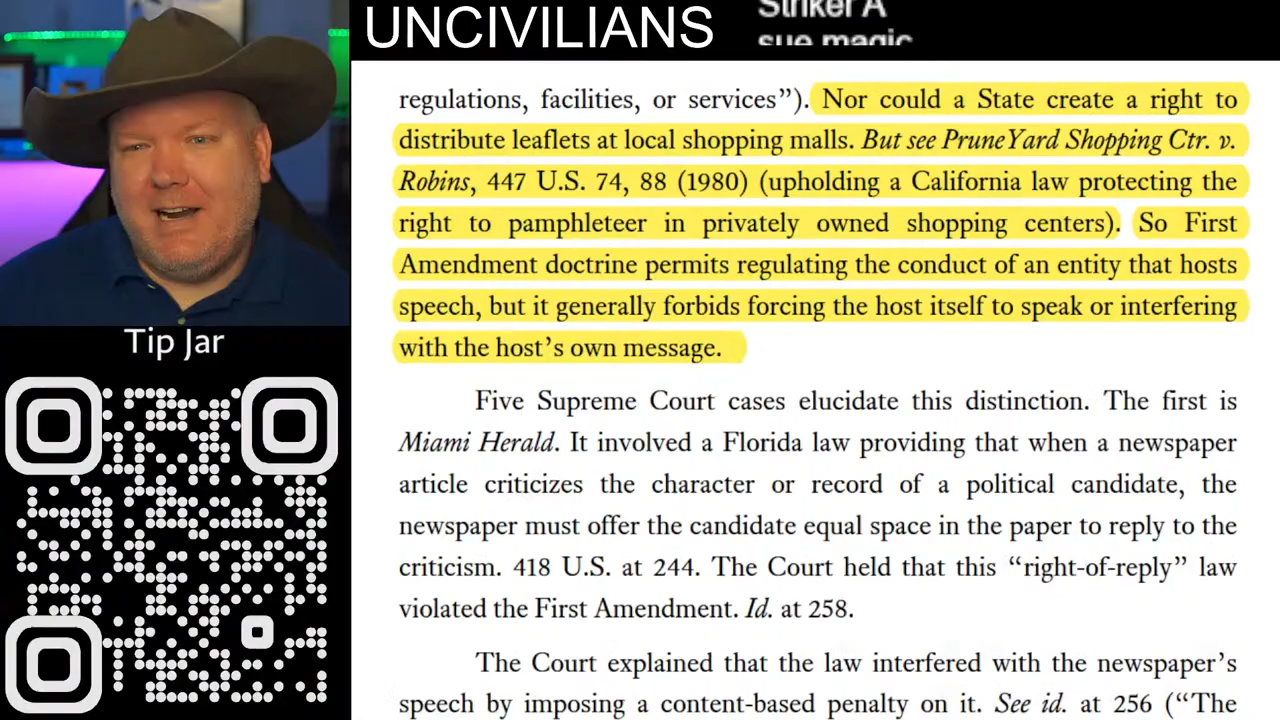 UNCIVILIANS
Striker A
sue magic
regulations, facilities, or services”). Nor could a State create a right to
distribute leaflets at local shopping malls. But see PruneYard Shopping Ctr. v.
Robins, 447 U.S. 74, 88 (1980) (upholding a California law protecting the
right to pamphleteer in privately owned shopping centers). So First
Amendment doctrine permits regulating the conduct of an entity that hosts
speech, but it generally forbids forcing the host itself to speak or interfering
with the host’s own message.
Five Supreme Court cases elucidate this distinction. The first is
Miami Herald. It involved a Florida law providing that when a newspaper
article criticizes the character or record of a political candidate, the
newspaper must offer the candidate equal space in the paper to reply to the
criticism. 418 U.S. at 244. The Court held that this “right-of-reply” law
violated the First Amendment. Id. at 258.
The Court explained that the law interfered with the newspaper’s
speech by imposing a content-based penalty on it. See id. at 256 (“The
Tip Jar